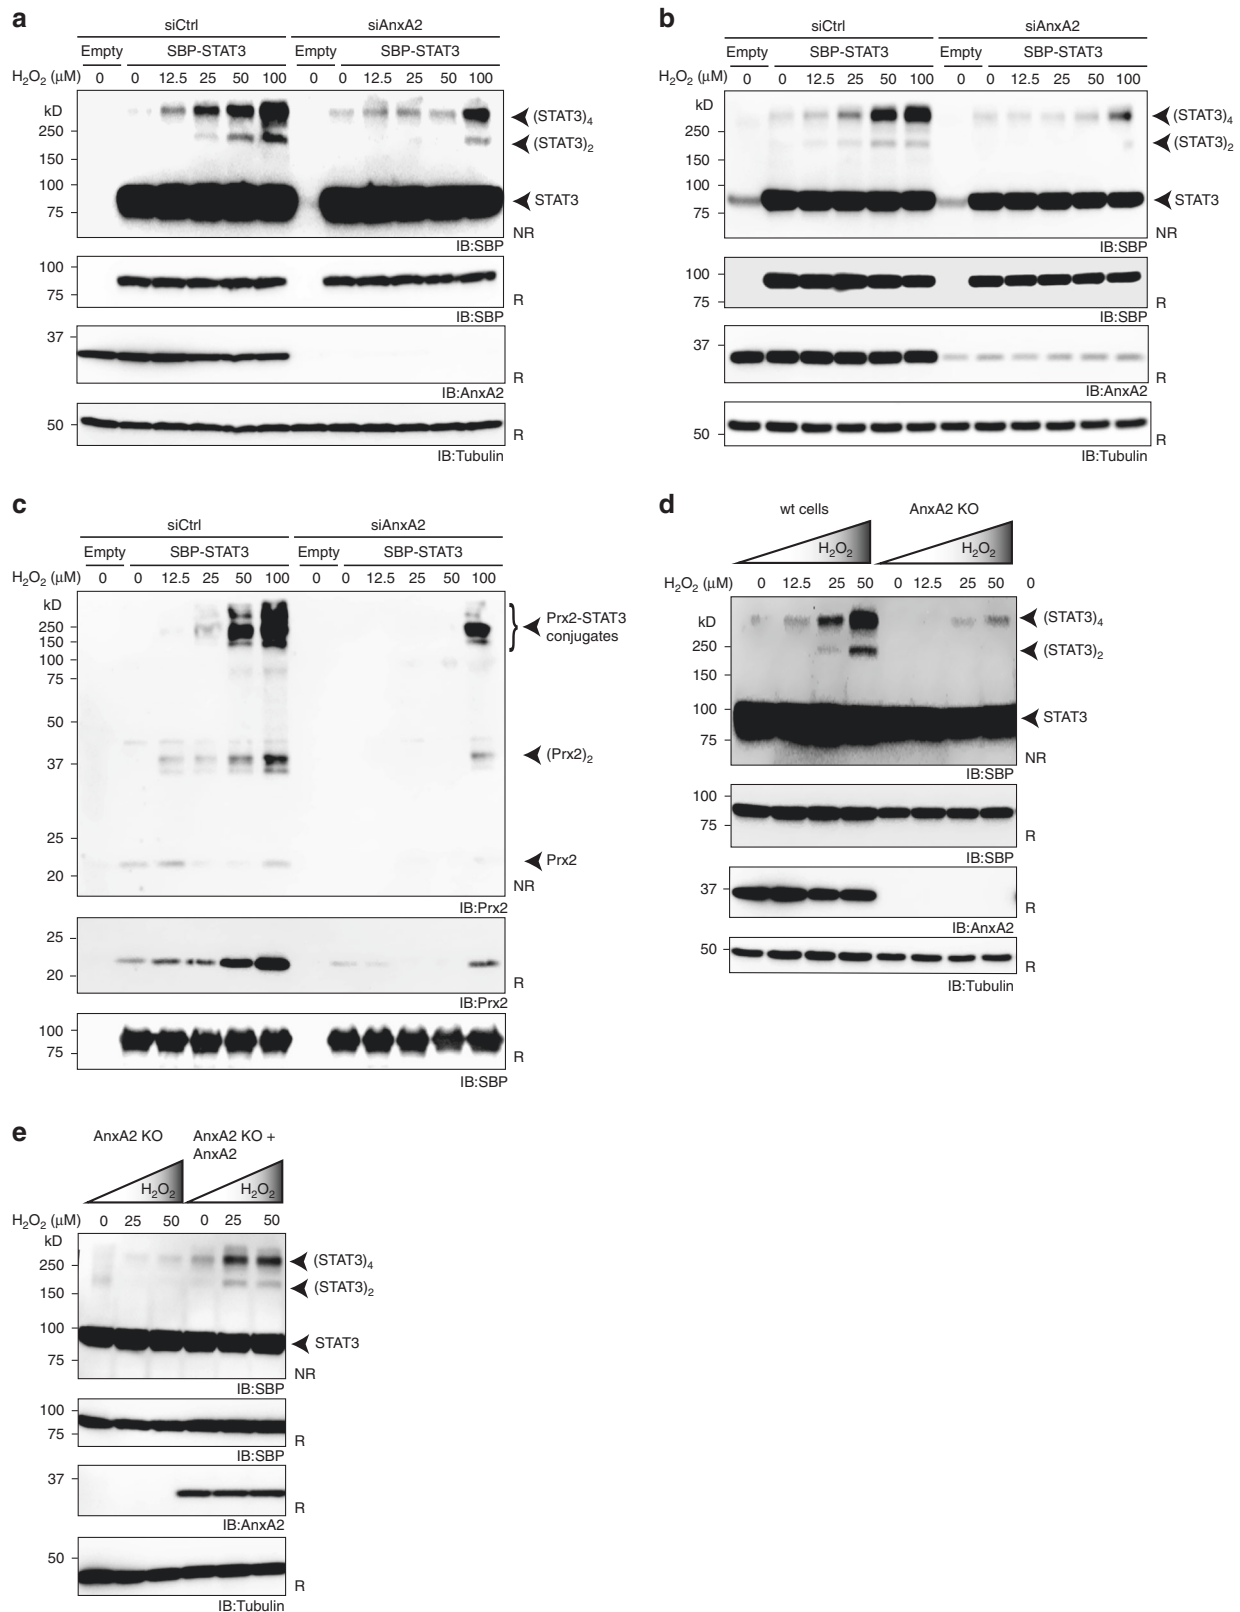 a
siCtrl siAnxA2
Empty SBP-STAT3 Empty SBP-STAT3
H2O2 (μM) 0 0 12.5 25 50 100 0 0 12.5 25 50 100
kD
250
150
100
75
(STAT3)4
(STAT3)2
STAT3
NR
IB:SBP
100
75
R
IB:SBP
37
R
IB:AnxA2
50
R
IB:Tubulin
b
siCtrl siAnxA2
Empty SBP-STAT3 Empty SBP-STAT3
H2O2 (μM) 0 0 12.5 25 50 100 0 0 12.5 25 50 100
kD
250
150
100
75
(STAT3)4
(STAT3)2
STAT3
NR
IB:SBP
100
75
R
IB:SBP
37
R
IB:AnxA2
50
R
IB:Tubulin
c
siCtrl siAnxA2
Empty SBP-STAT3 Empty SBP-STAT3
H2O2 (μM) 0 0 12.5 25 50 100 0 0 12.5 25 50 100
kD
250
150
100
75
50
37
25
20
Prx2-STAT3
conjugates
(Prx2)2
Prx2
NR
IB:Prx2
25
20
R
IB:Prx2
100
75
R
IB:SBP
d
wt cells AnxA2 KO
H2O2 H2O2
H2O2 (μM) 0 12.5 25 50 0 12.5 25 50 0
kD
250
150
100
75
(STAT3)4
(STAT3)2
STAT3
NR
IB:SBP
100
75
R
IB:SBP
37
R
IB:AnxA2
50
R
IB:Tubulin
e
AnxA2 KO AnxA2 KO +
AnxA2
H2O2 H2O2
H2O2 (μM) 0 25 50 0 25 50
kD
250
150
100
75
(STAT3)4
(STAT3)2
STAT3
NR
IB:SBP
100
75
R
IB:SBP
37
R
IB:AnxA2
50
R
IB:Tubulin